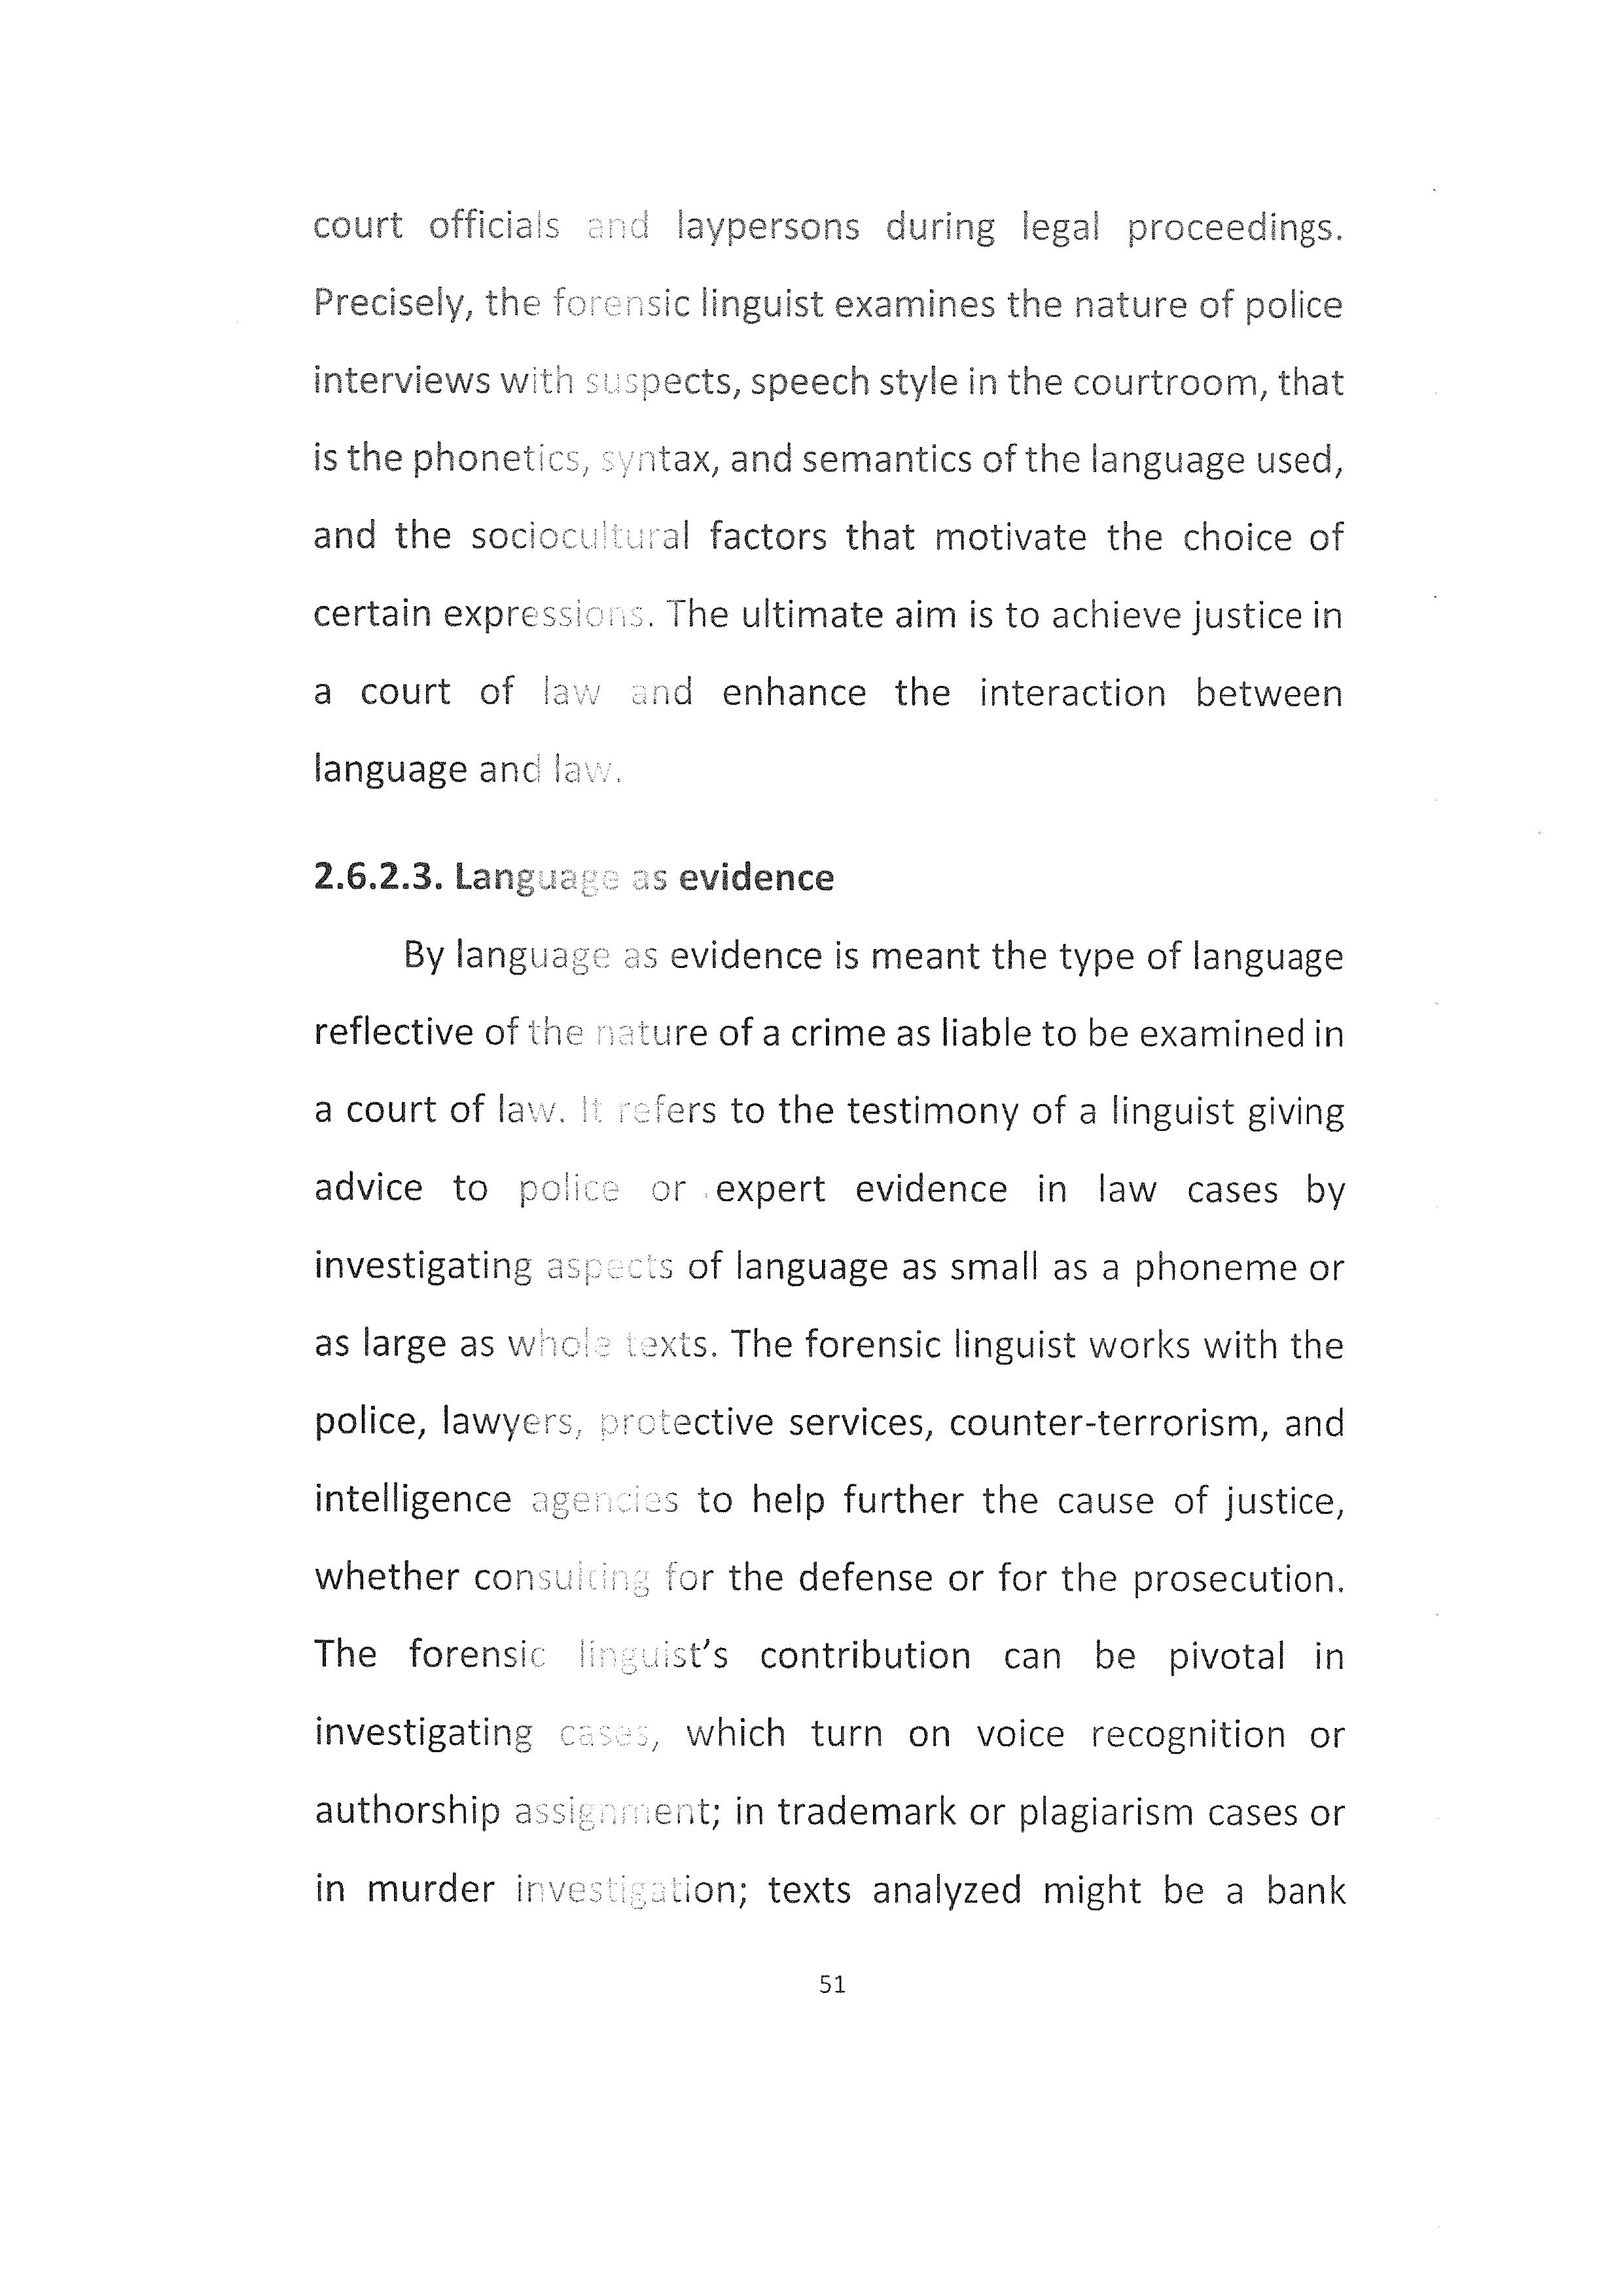 court officials and laypersons during legal proceedings.
Precisely, the forensic linguist examines the nature of police
interviews with suspects, speech style in the courtroom, that
is the phonetics, syntax, and semantics of the language used,
and the sociocultural factors that motivate the choice of
certain expressions. The ultimate aim is to achieve justice in
a court of law and enhance the interaction between
language and law.
2.6.2.3. Language as evidence
By language as evidence is meant the type of language
reflective of the nature of a crime as liable to be examined in
a court of law. It refers to the testimony of a linguist giving
advice to police or expert evidence in law cases by
investigating aspects of language as small as a phoneme or
as large as whole texts. The forensic linguist works with the
police, lawyers, protective services, counter-terrorism, and
intelligence agencies to help further the cause of justice,
whether consulting for the defense or for the prosecution.
The forensic linguist's contribution can be pivotal in
investigating cases, which turn on voice recognition or
authorship assignment; in trademark or plagiarism cases or
in murder investigation; texts analyzed might be a bank
51